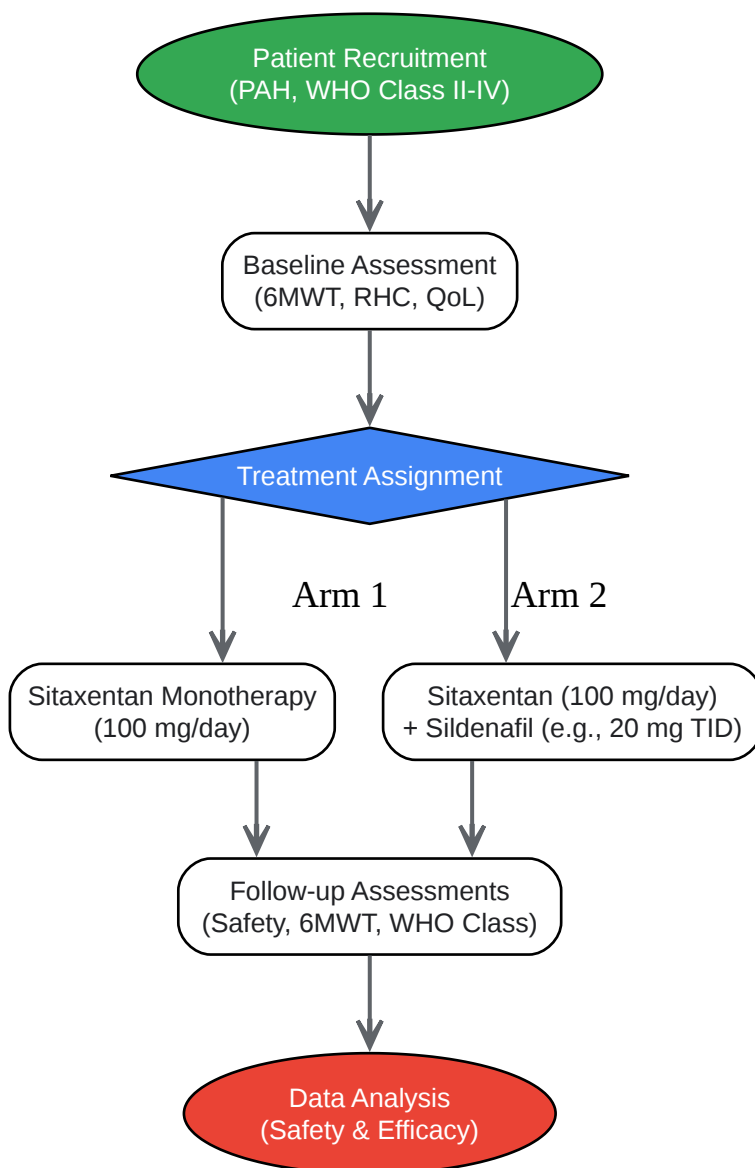 Patient Recruitment
(PAH, WHO Class II-IV)
Baseline Assessment
(6MWT, RHC, QoL)
Treatment Assignment
Arm 1
Arm 2
Sitaxentan Monotherapy
(100 mg/day)
Sitaxentan (100 mg/day)
+ Sildenafil (e.g., 20 mg TID)
Follow-up Assessments
(Safety, 6MWT, WHO Class)
Data Analysis
(Safety & Efficacy)